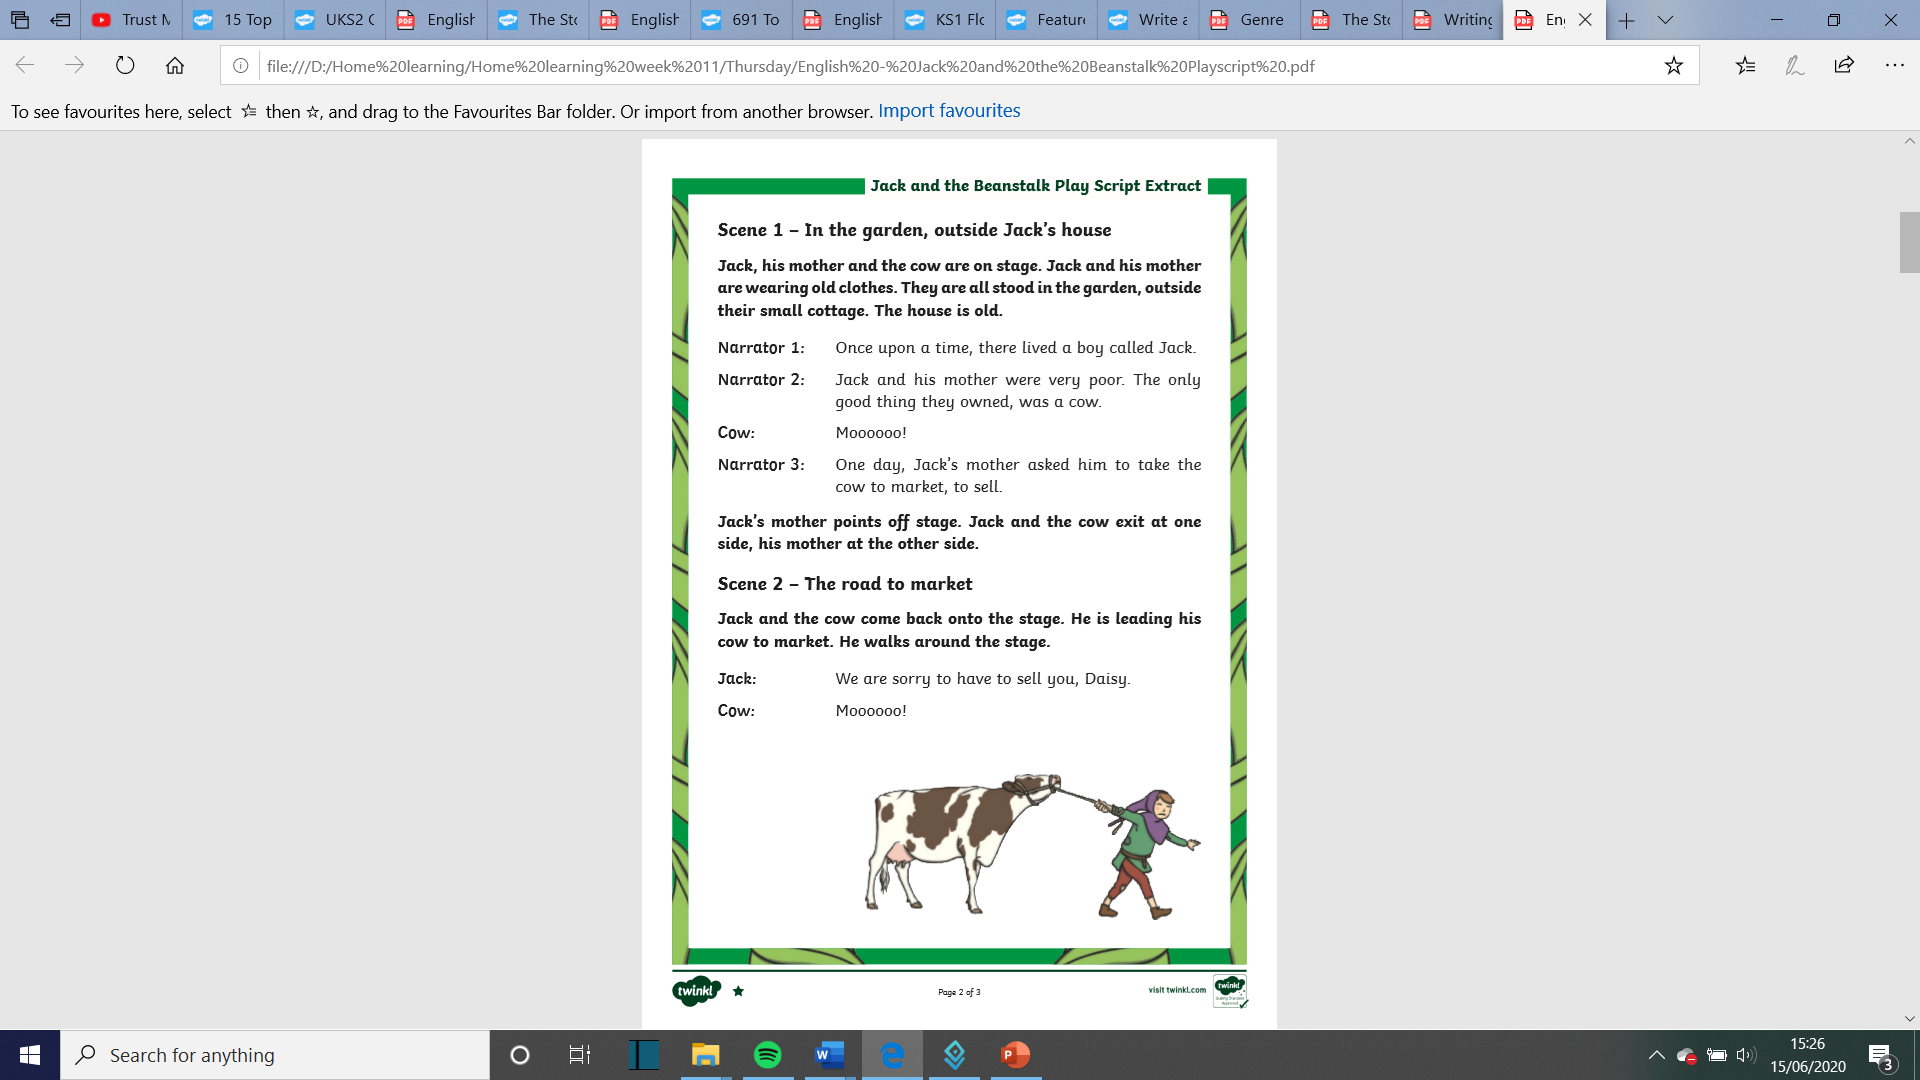 Trust M
15 Top
UKS2 C
English
The Sto
English
691 To
English
KS1 Flo
Feature
Write a
Genre
The Sto
Writing
En
file:///D:/Home%20learning/Home%20learning%20week%2011/Thursday/English%20-%20Jack%20and%20the%20Beanstalk%20Playscript%20.pdf
To see favourites here, select then , and drag to the Favourites Bar folder. Or import from another browser. Import favourites
Jack and the Beanstalk Play Script Extract
Scene 1 – In the garden, outside Jack's house
Jack, his mother and the cow are on stage. Jack and his mother
are wearing old clothes. They are all stood in the garden, outside
their small cottage. The house is old.
Narrator 1: Once upon a time, there lived a boy called Jack.
Narrator 2: Jack and his mother were very poor. The only
good thing they owned, was a cow.
Cow: Moooooo!
Narrator 3: One day, Jack's mother asked him to take the
cow to market, to sell.
Jack's mother points off stage. Jack and the cow exit at one
side, his mother at the other side.
Scene 2 – The road to market
Jack and the cow come back onto the stage. He is leading his
cow to market. He walks around the stage.
Jack: We are sorry to have to sell you, Daisy.
Cow: Moooooo!
twinkl
Page 2 of 3
visit twinkl.com
twinkl
Quality Standard
Approved
Search for anything
15:26
15/06/2020
3